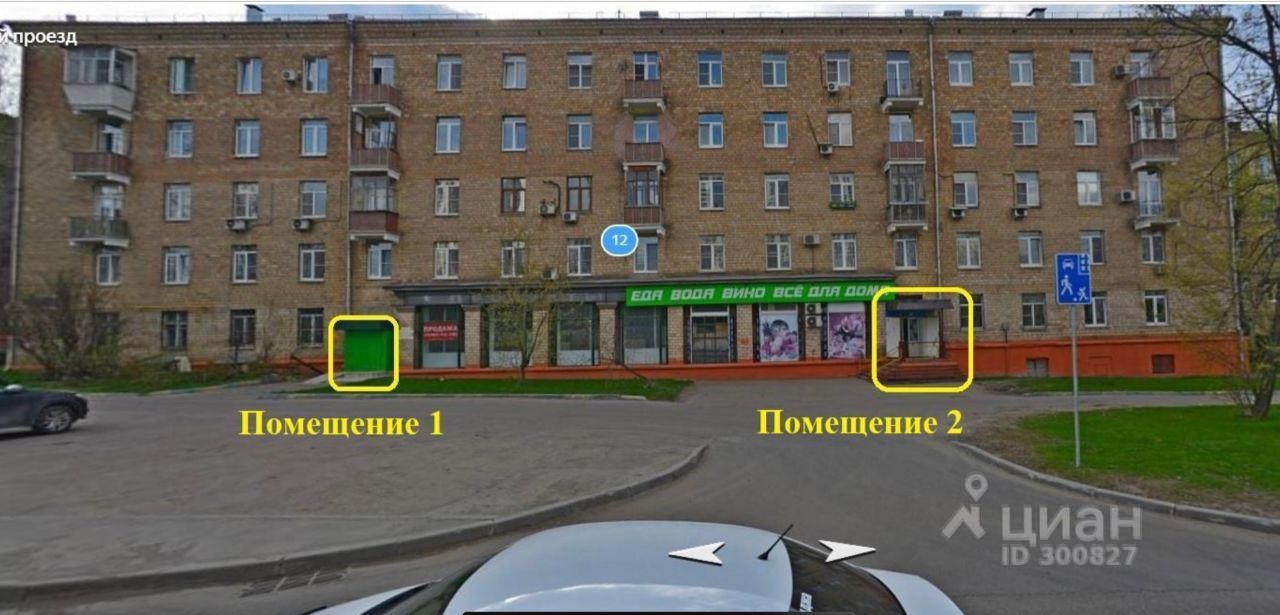 й проезд
12
ЕДА ВОДА ВИНО ВСЁ ДЛЯ ДОМА
ПРОДАЖА
Помещение 1
Помещение 2
циан
ID 300827